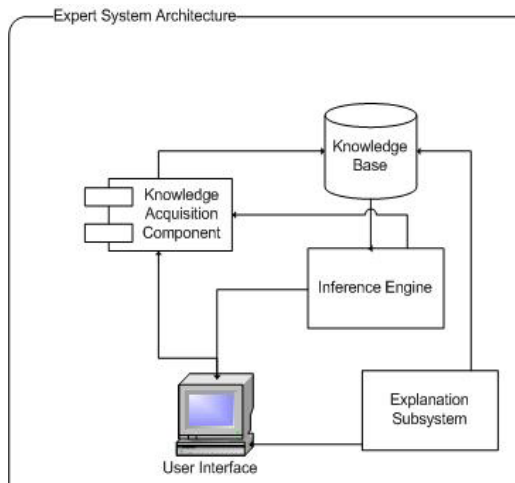 Expert System Architecture
Knowledge
Base
Knowledge
Acquisition
Component
Inference Engine
Explanation
Subsystem
User Interface